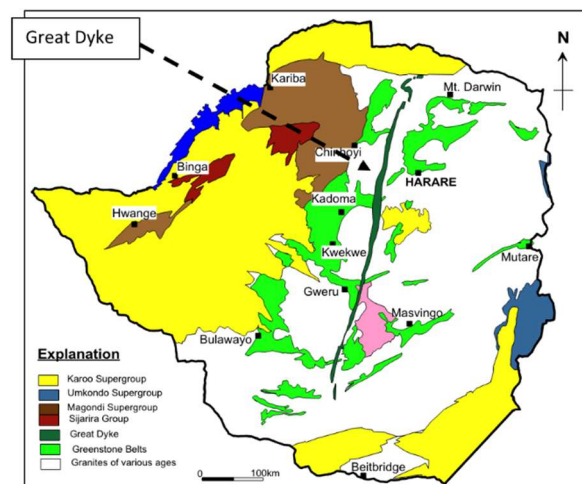 Great Dyke
N
Kariba
Mt. Darwin
Chinhoyi
Binga
HARARE
Kadoma
Hwange
Kwekwe
Mutare
Gweru
Masvingo
Bulawayo
Explanation
Karoo Supergroup
Umkondo Supergroup
Magondi Supergroup
Sijarira Group
Great Dyke
Greenstone Belts
Granites of various ages
0 100km
Beitbridge